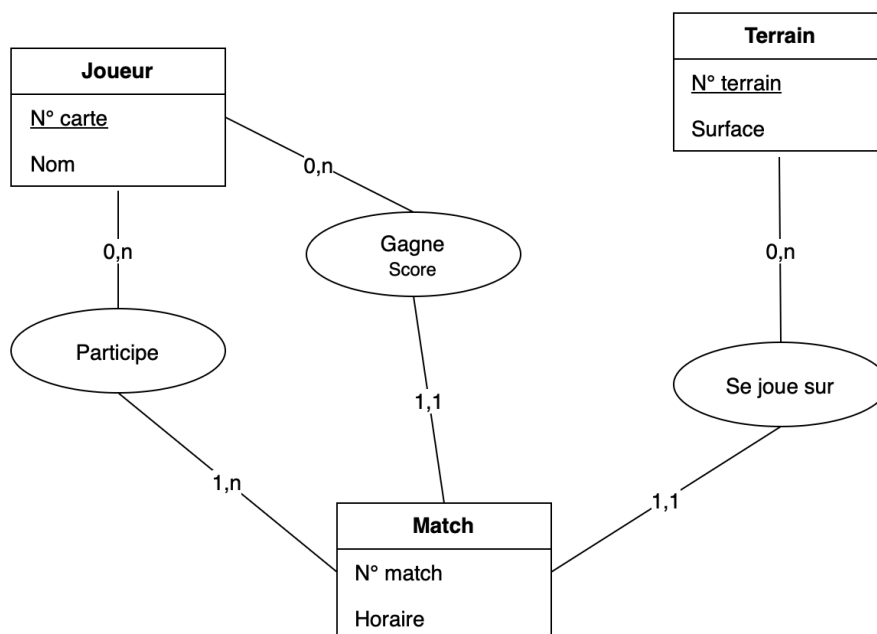 Terrain
N° terrain
Surface
Joueur
N° carte
Nom
0,n
Gagne
Score
0,n
0,n
Participe
Se joue sur
1,1
1,n
1,1
Match
N° match
Horaire